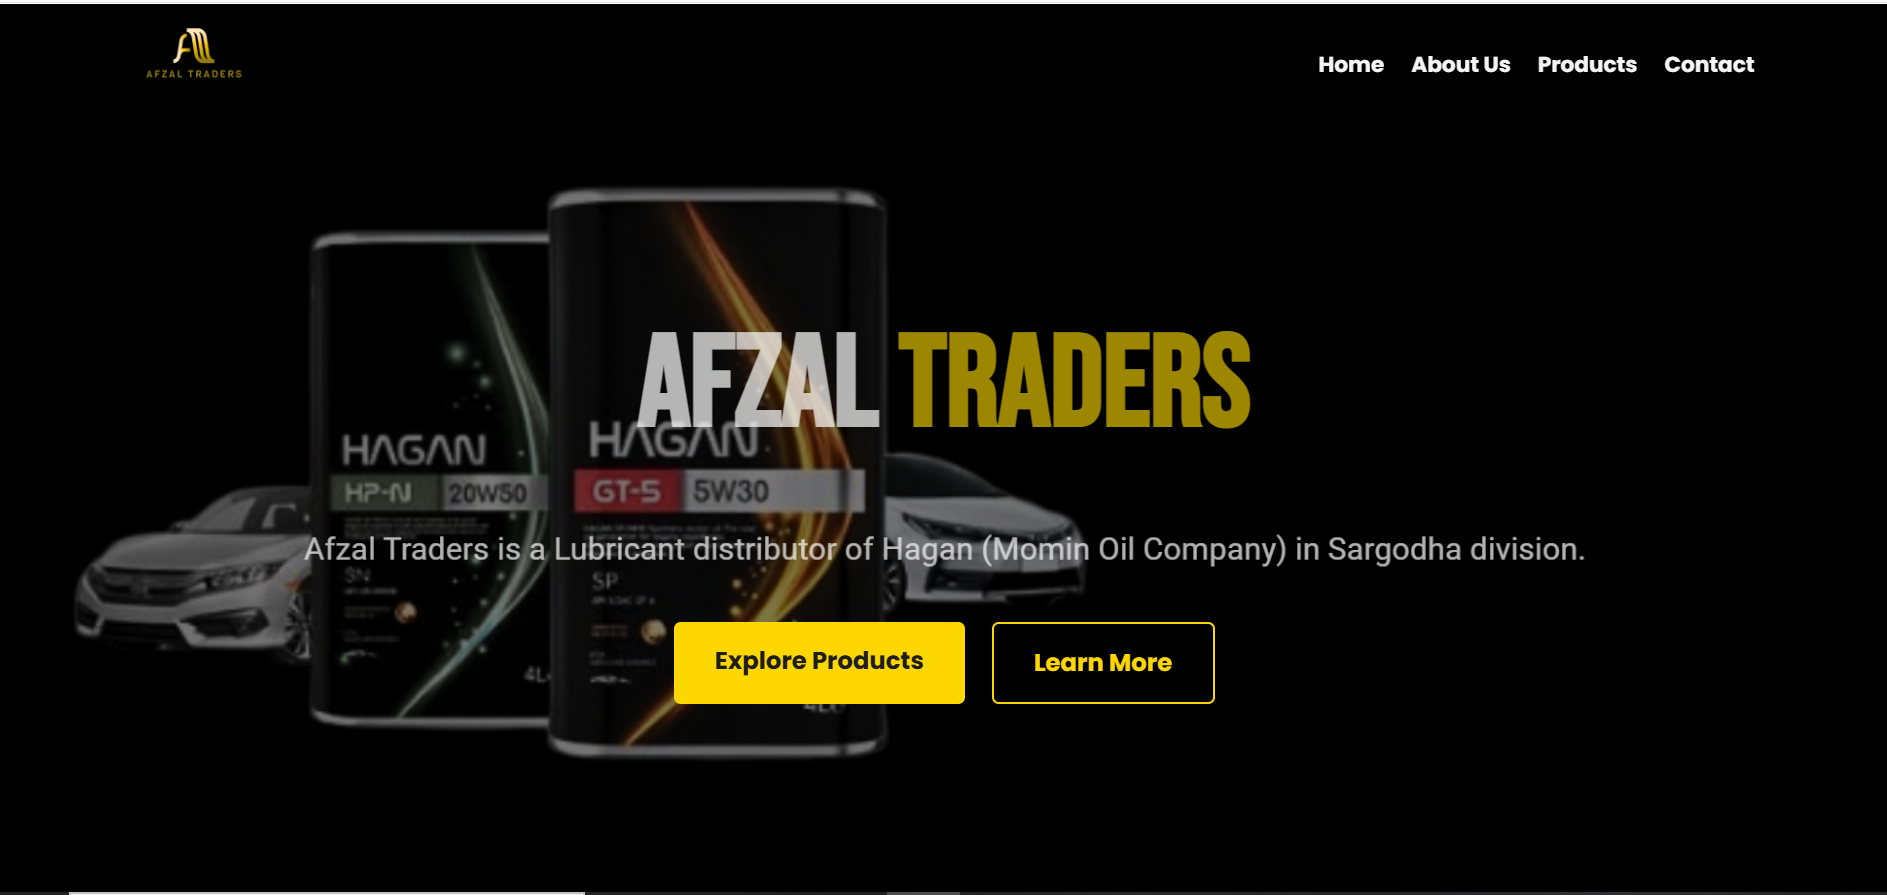 AFZAL TRADERS
Home About Us Products Contact
AFZAL TRADERS
HAGAN
HP-N 20W50
SN
4L
HAGAN
GT-5 5W30
SP
Afzal Traders is a Lubricant distributor of Hagan (Momin Oil Company) in Sargodha division.
Explore Products
Learn More